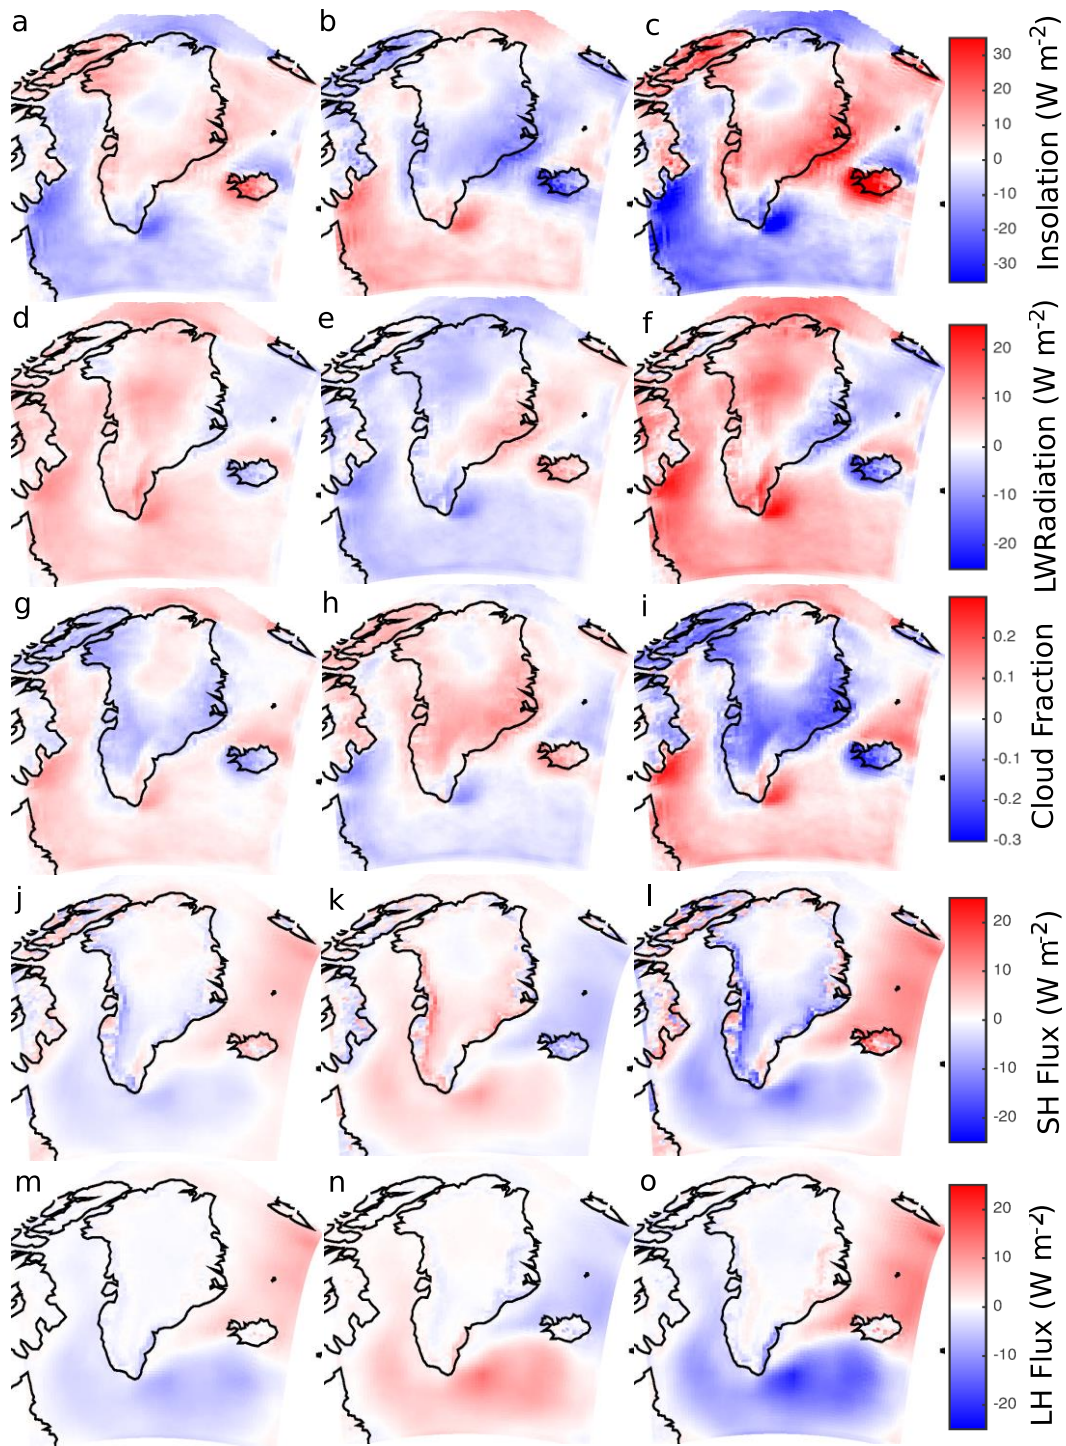 a b c
30
20
10
0
-10
-20
-30
Insolation (W m-2)
d e f
20
10
0
-10
-20
LWRadiation (W m-2)
g h i
0.2
0.1
0
-0.1
-0.2
-0.3
Cloud Fraction
j k l
20
10
0
-10
-20
SH Flux (W m-2)
m n o
20
10
0
-10
-20
LH Flux (W m-2)